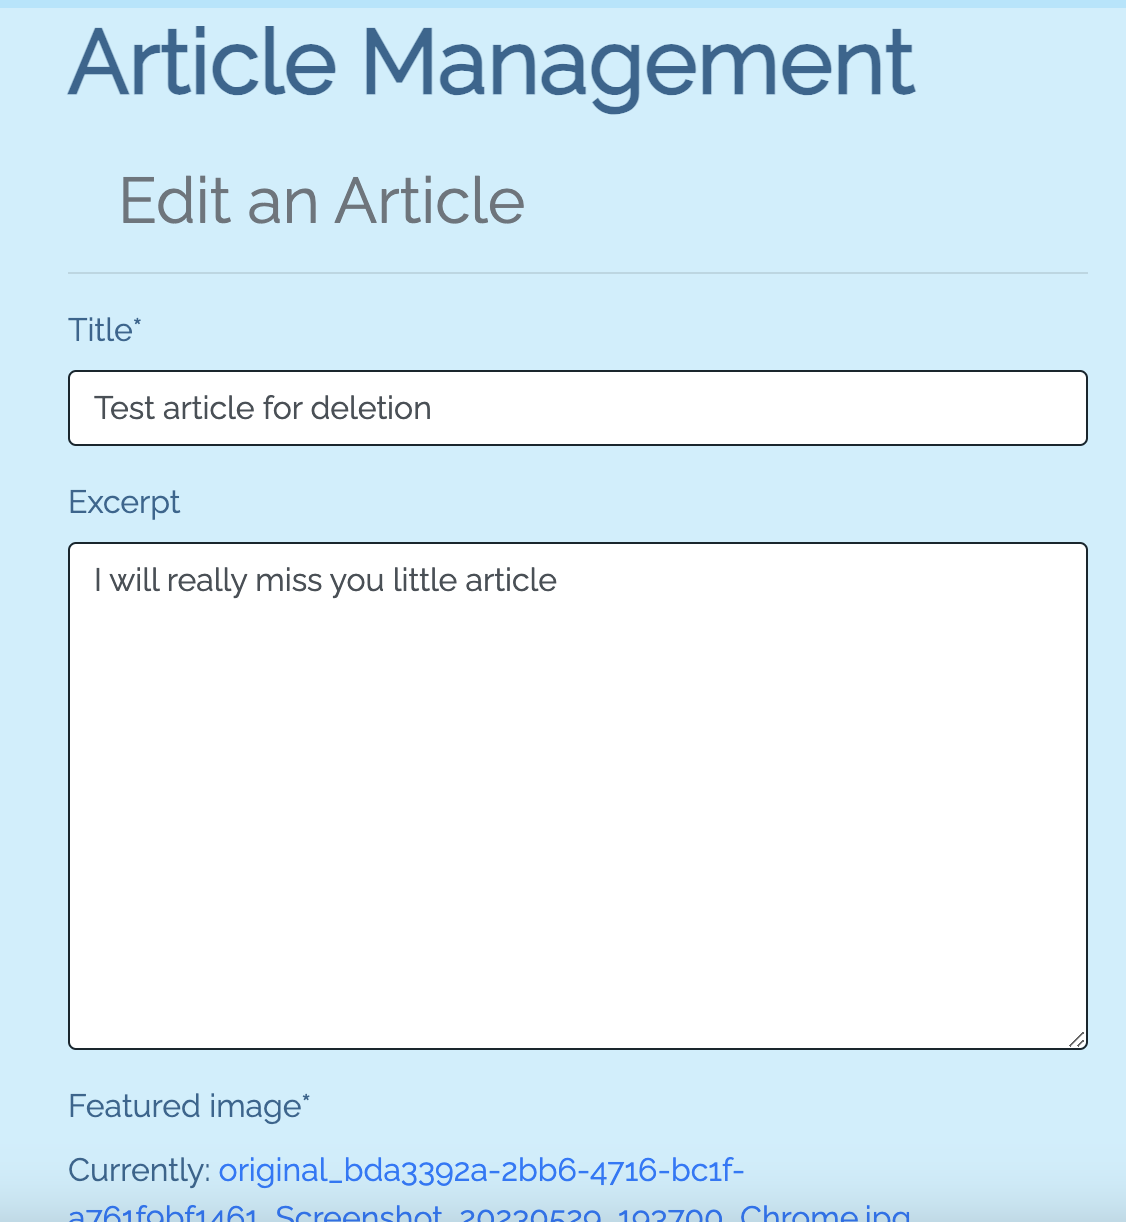 Article Management
Edit an Article
Title*
Test article for deletion
Excerpt
I will really miss you little article
Featured image*
Currently: original_bda3392a-2bb6-4716-bc1f-
a761f9bf1461_Screenshot_20230529_193700_Chrome.jpg